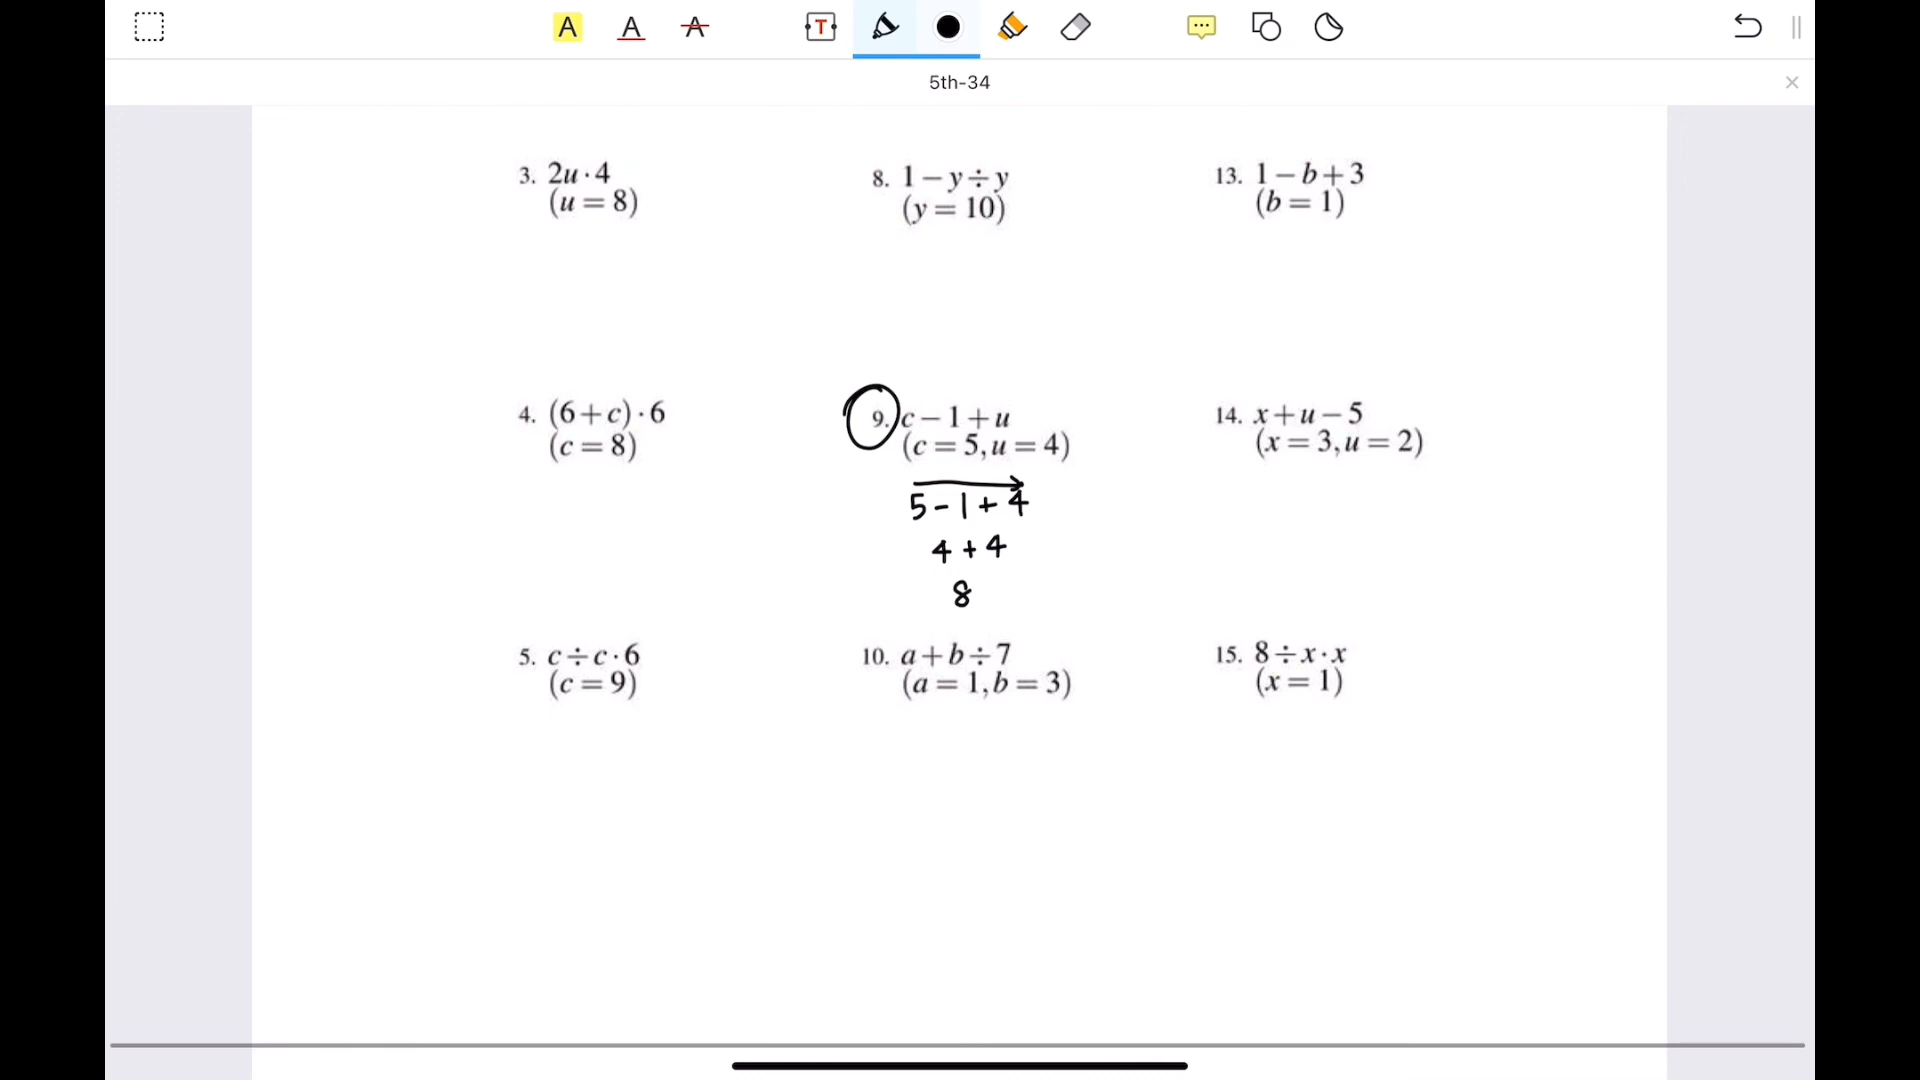 A A A T
5th-34
3. 2u · 4
(u = 8)
8. 1 − y ÷ y
(y = 10)
13. 1 − b + 3
(b = 1)
4. (6 + c) · 6
(c = 8)
9. c − 1 + u
(c = 5, u = 4)
5 - 1 + 4
4 + 4
8
14. x + u − 5
(x = 3, u = 2)
5. c ÷ c · 6
(c = 9)
10. a + b ÷ 7
(a = 1, b = 3)
15. 8 ÷ x · x
(x = 1)